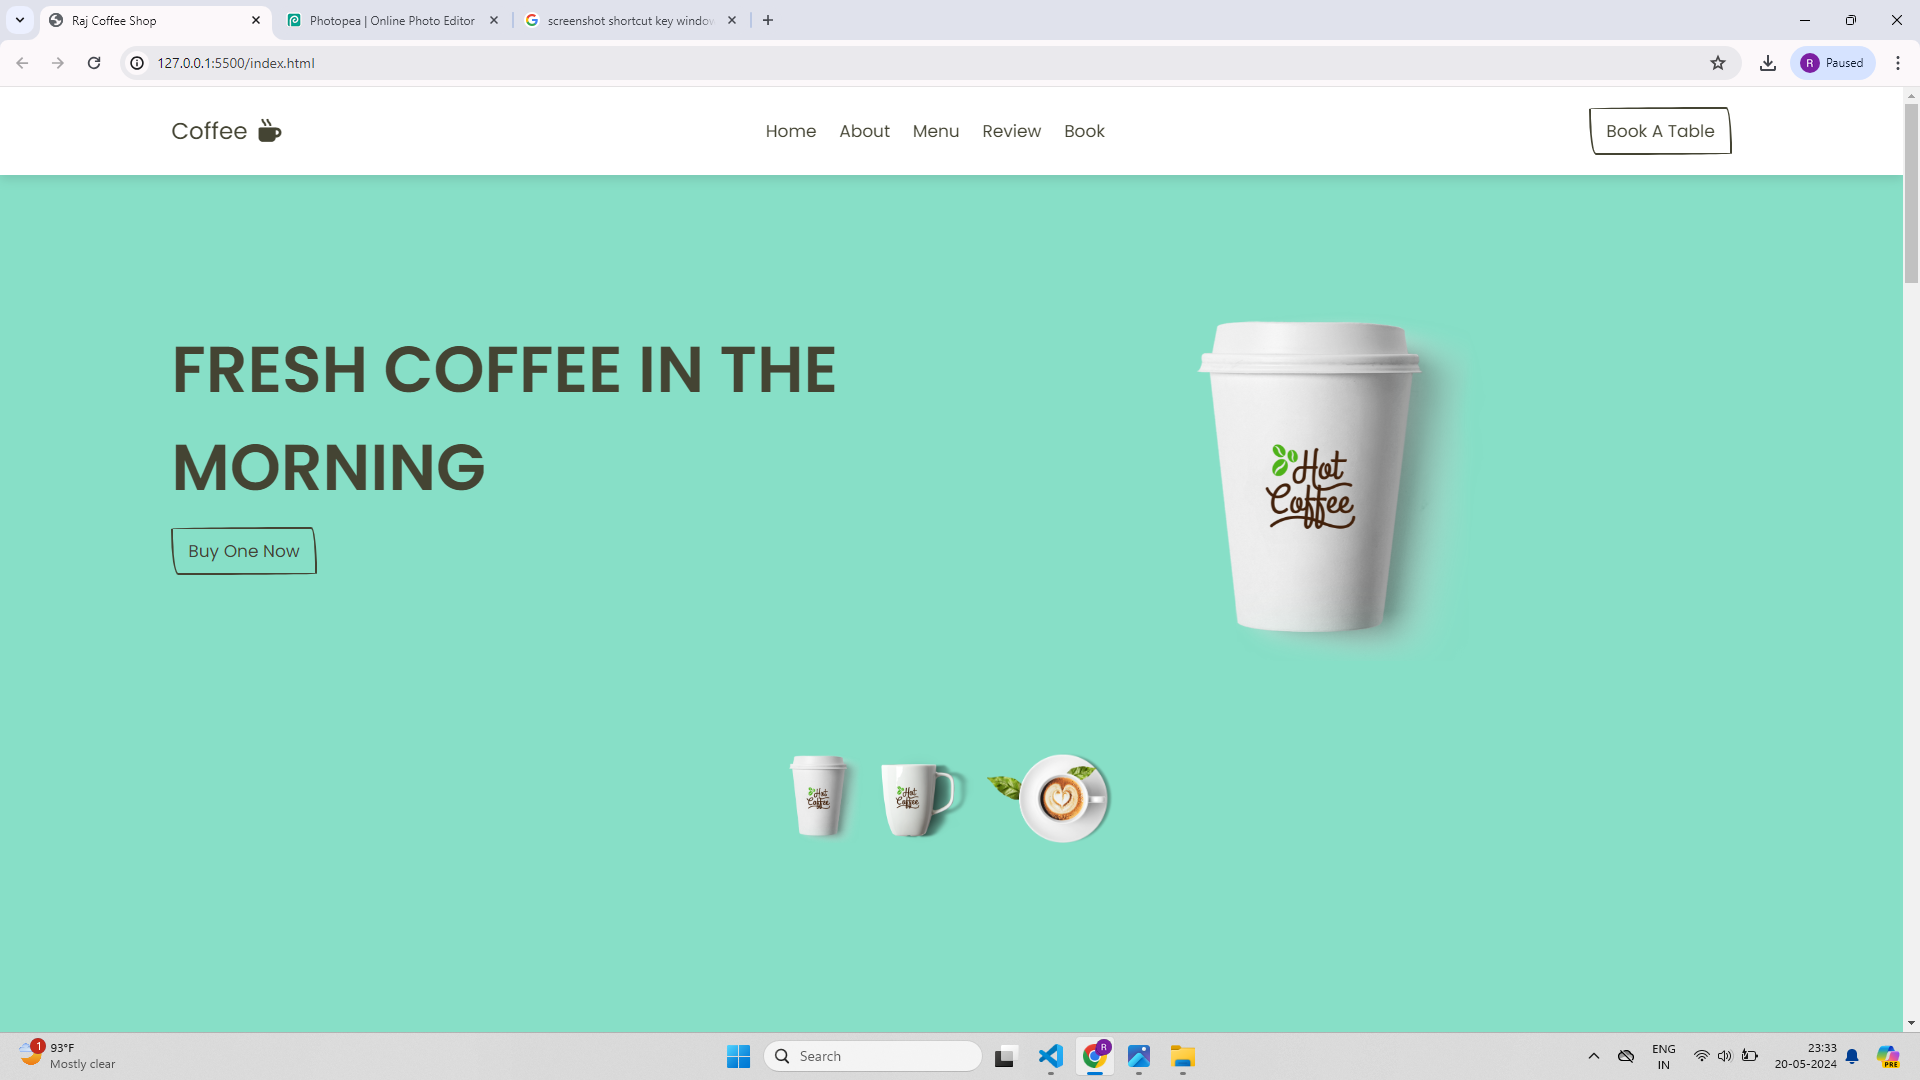 Raj Coffee Shop
Photopea | Online Photo Editor
screenshot shortcut key window
127.0.0.1:5500/index.html
R
Paused
Coffee
Home
About
Menu
Review
Book
Book A Table
FRESH COFFEE IN THE
MORNING
Buy One Now
Hot
Coffee
Hot
Coffee
Hot
Coffee
1
93°F
Mostly clear
Search
R
ENG
IN
23:33
20-05-2024
PRE